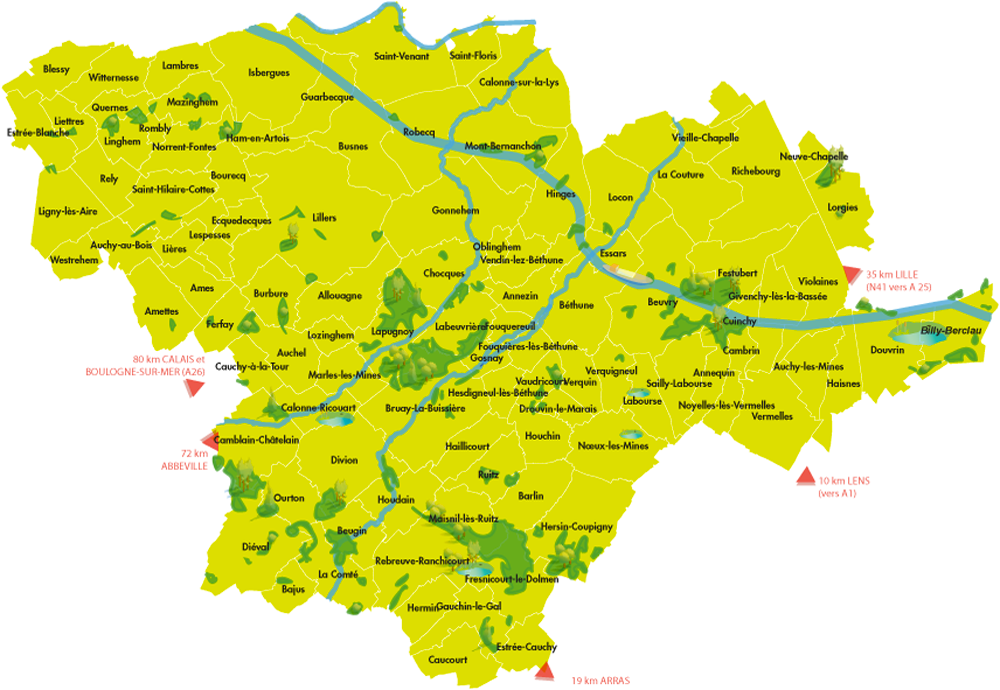 Saint-Venant
Saint-Floris
Blessy
Witternesse
Lambres
Isbergues
Calonne-sur-la-Lys
Guarbecque
Quernes
Mazinghem
Liettres
Estrée-Blanche
Rombly
Linghem
Norrent-Fontes
Ham-en-Artois
Robecq
Busnes
Mont-Bernanchon
Vieille-Chapelle
Neuve-Chapelle
La Couture
Richebourg
Rely
Bourecq
Saint-Hilaire-Cottes
Hinges
Locon
Lorgies
Ligny-lès-Aire
Gonnehem
Ecquedecques
Lillers
Lespesses
Auchy-au-Bois
Lières
Westrehem
Oblinghem
Vendin-lez-Béthune
Essars
Chocques
Festubert
Violaines
35 km LILLE
(N41 vers A 25)
Ames
Burbure
Allouagne
Annezin
Béthune
Beuvry
Givenchy-lès-la-Bassée
Amettes
Ferfay
Lozinghem
Lapugnoy
Labeuvrière
Fouquereuil
Cuinchy
Billy-Berclau
Douvrin
80 km CALAIS et
BOULOGNE-SUR-MER (A26)
Auchel
Cauchy-à-la-Tour
Marles-les-Mines
Fouquières-lès-Béthune
Gosnay
Cambrin
Verquigneul
Annequin
Auchy-les-Mines
Haisnes
Vaudricourt
Verquin
Sailly-Labourse
Hesdigneul-lès-Béthune
Labourse
Noyelles-lès-Vermelles
Vermelles
Calonne-Ricouart
Bruay-La-Buissière
Drouvin-le-Marais
Camblain-Châtelain
72 km
ABBEVILLE
Haillicourt
Houchin
Nœux-les-Mines
Divion
Ruitz
10 km LENS
(vers A1)
Ourton
Houdain
Barlin
Maisnil-lès-Ruitz
Hersin-Coupigny
Beugin
Diéval
Rebreuve-Ranchicourt
La Comté
Fresnicourt-le-Dolmen
Bajus
Hermin
Gauchin-le-Gal
Estrée-Cauchy
Caucourt
19 km ARRAS